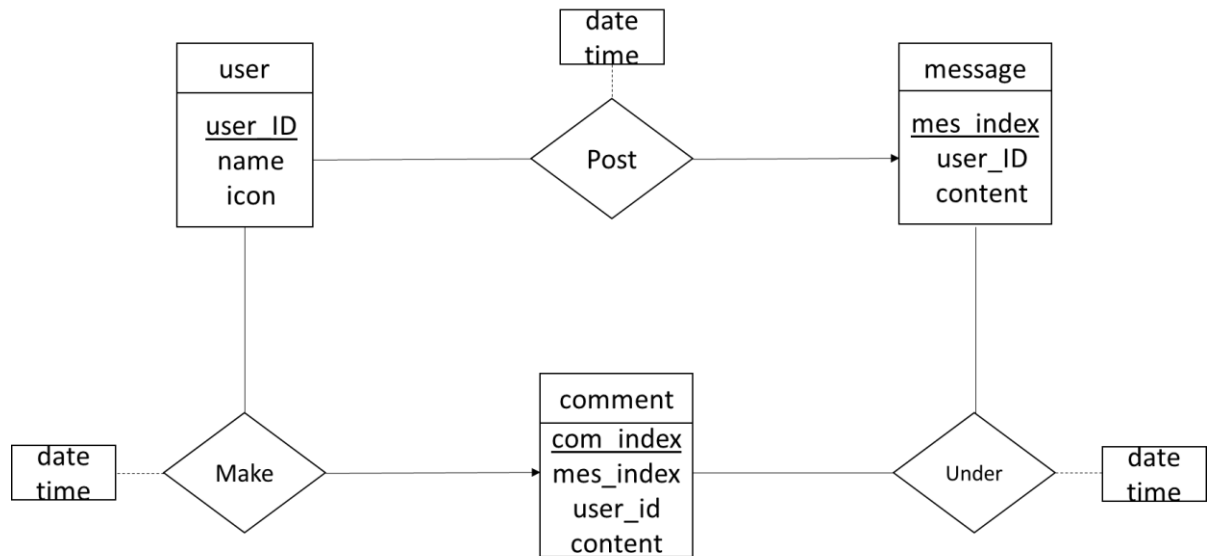 date
time
user
user_ID
name
icon
Post
message
mes_index
user_ID
content
date
time
Make
comment
com_index
mes_index
user_id
content
Under
date
time